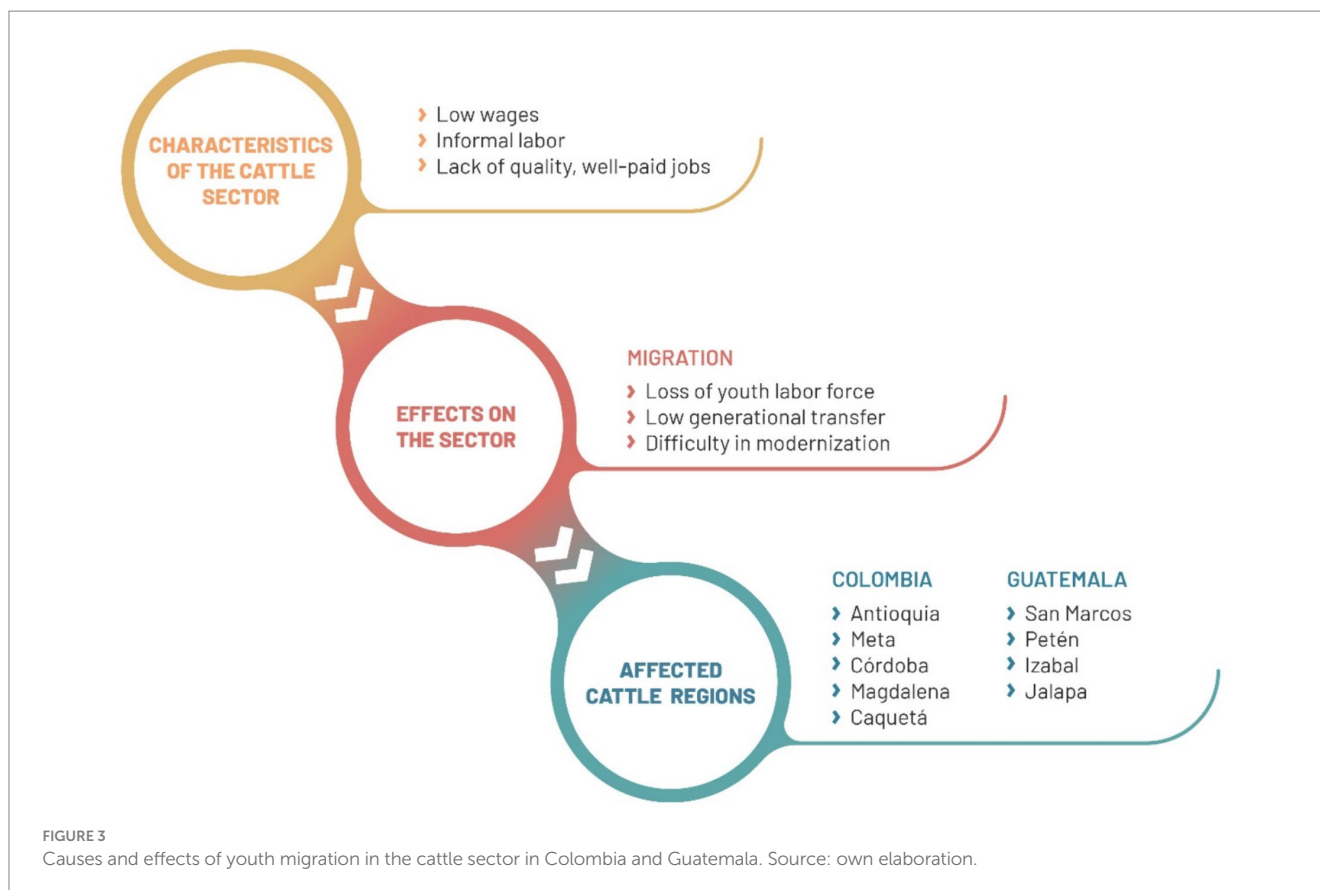 CHARACTERISTICS
OF THE CATTLE
SECTOR
› Low wages
› Informal labor
› Lack of quality, well-paid jobs
EFFECTS ON
THE SECTOR
MIGRATION
› Loss of youth labor force
› Low generational transfer
› Difficulty in modernization
AFFECTED
CATTLE REGIONS
COLOMBIA
› Antioquia
› Meta
› Córdoba
› Magdalena
› Caquetá
GUATEMALA
› San Marcos
› Petén
› Izabal
› Jalapa
FIGURE 3
Causes and effects of youth migration in the cattle sector in Colombia and Guatemala. Source: own elaboration.